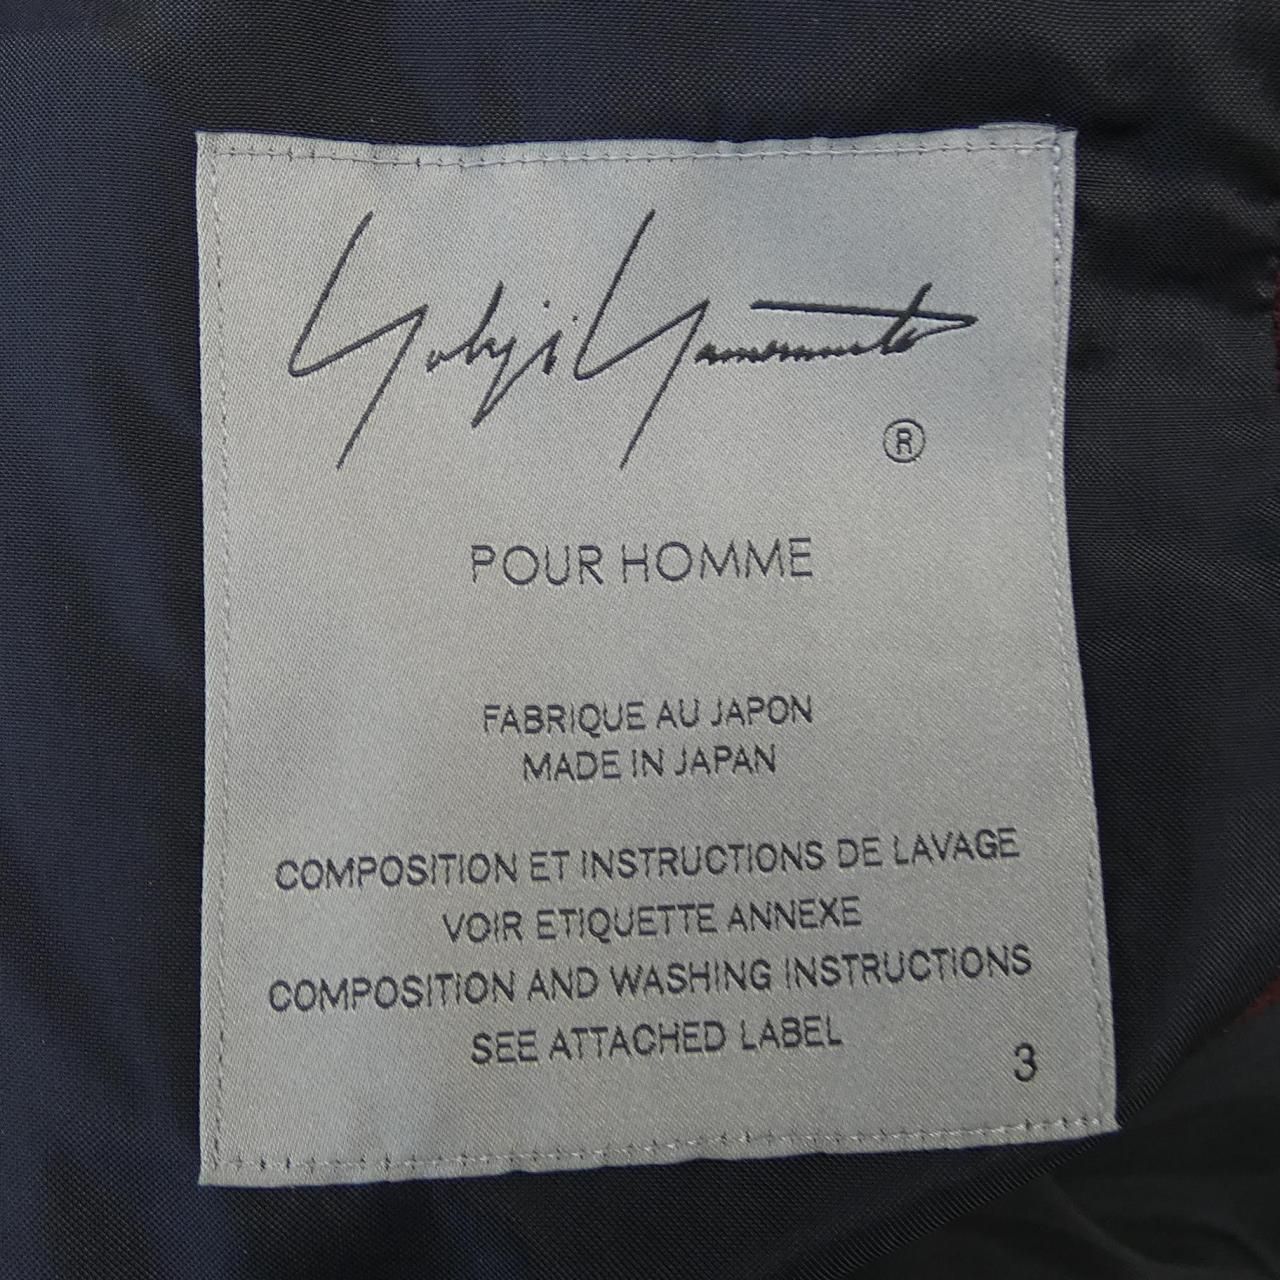 Yohji Yamamoto
®
POUR HOMME
FABRIQUE AU JAPON
MADE IN JAPAN
COMPOSITION ET INSTRUCTIONS DE LAVAGE
VOIR ETIQUETTE ANNEXE
COMPOSITION AND WASHING INSTRUCTIONS
SEE ATTACHED LABEL
3